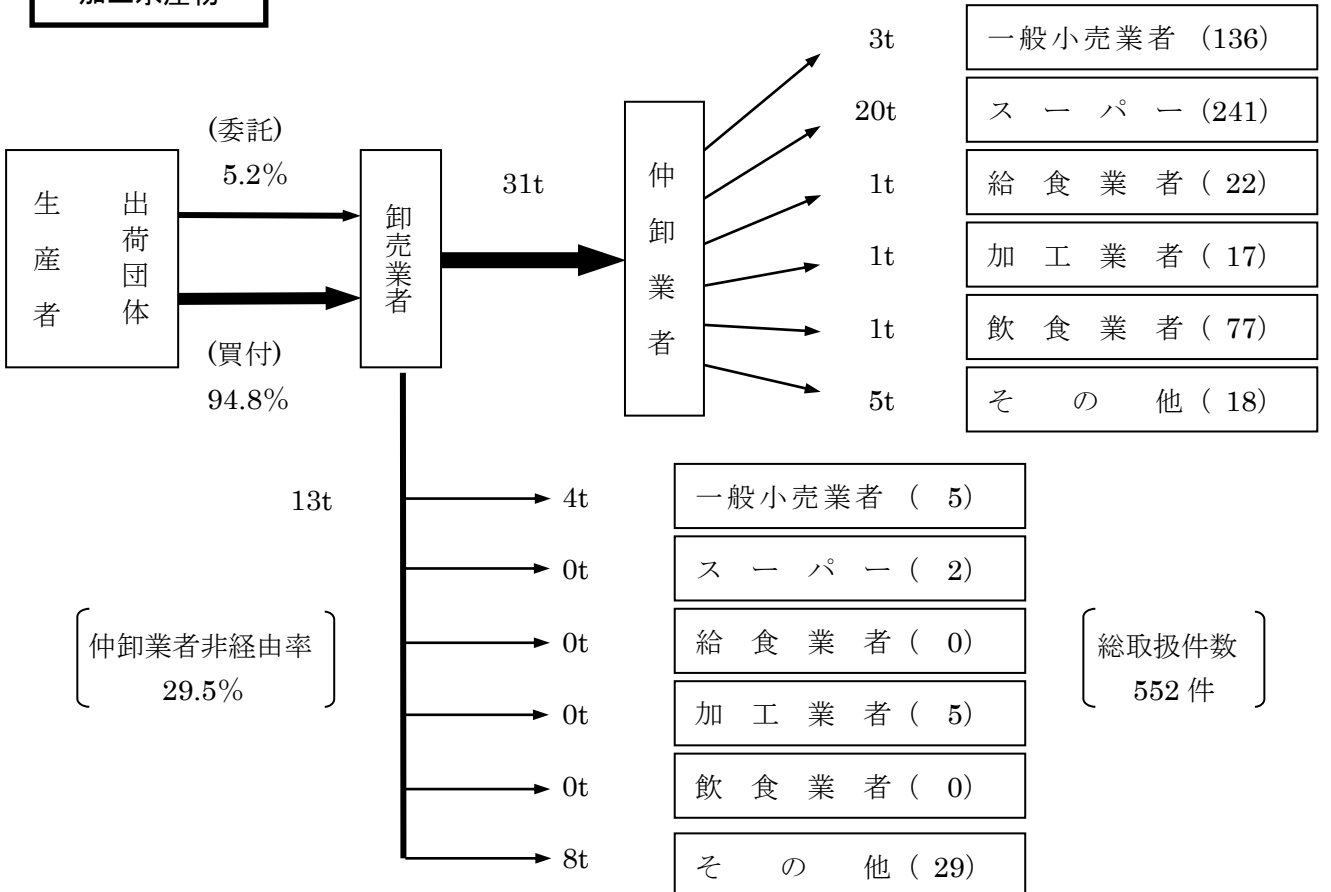 加工水産物
3t 一般小売業者 (136)
20t スーパー (241)
1t 給食業者 ( 22)
1t 加工業者 ( 17)
1t 飲食業者 ( 77)
5t その他 ( 18)
生産者
出荷団体
(委託)
5.2%
(買付)
94.8%
卸売業者
31t
仲卸業者
13t
4t 一般小売業者 ( 5)
0t スーパー ( 2)
0t 給食業者 ( 0)
0t 加工業者 ( 5)
0t 飲食業者 ( 0)
8t その他 ( 29)
仲卸業者非経由率
29.5%
総取扱件数
552 件